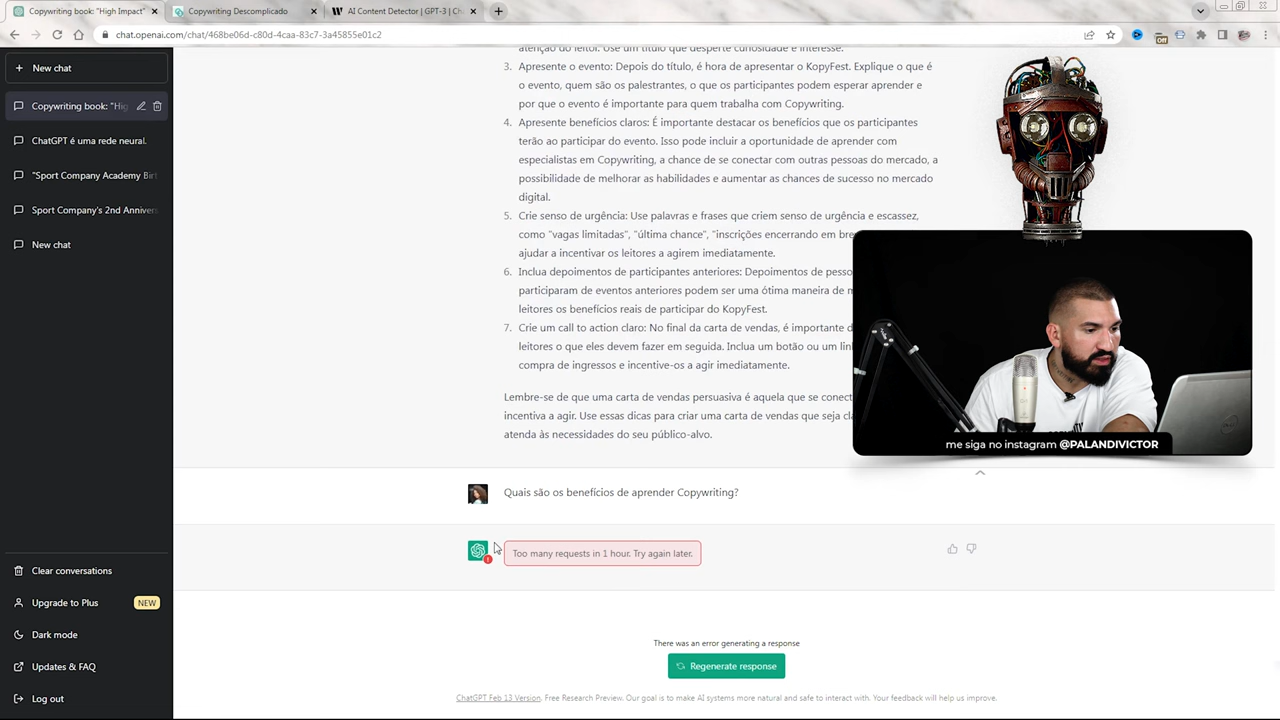 Copywriting book: "High Impact"
Copywriting Descomplicado
AI Content Detector | GPT-3 | Ch
chat.openai.com/chat/468be06d-c80d-4caa-83c7-3a45855e01c2
Off
New chat
Copywriting book: "Hig
ChatGPT é uma rede neural.
"Sport Company Academy Birt
Sport Company's 2nd Annivers
New chat
Clear conversations
Upgrade to Plus NEW
Dark mode
Updates & FAQ
Log out
atenção do leitor. Use um título que desperte curiosidade e interesse.
3. Apresente o evento: Depois do título, é hora de apresentar o KopyFest. Explique o que é
o evento, quem são os palestrantes, o que os participantes podem esperar aprender e
por que o evento é importante para quem trabalha com Copywriting.
4. Apresente benefícios claros: É importante destacar os benefícios que os participantes
terão ao participar do evento. Isso pode incluir a oportunidade de aprender com
especialistas em Copywriting, a chance de se conectar com outras pessoas do mercado, a
possibilidade de melhorar as habilidades e aumentar as chances de sucesso no mercado
digital.
5. Crie senso de urgência: Use palavras e frases que criem senso de urgência e escassez,
como "vagas limitadas", "última chance", "inscrições encerrando em bre
ajudar a incentivar os leitores a agirem imediatamente.
6. Inclua depoimentos de participantes anteriores: Depoimentos de pesso
participaram de eventos anteriores podem ser uma ótima maneira de m
leitores os benefícios reais de participar do KopyFest.
7. Crie um call to action claro: No final da carta de vendas, é importante d
leitores o que eles devem fazer em seguida. Inclua um botão ou um lin
compra de ingressos e incentive-os a agir imediatamente.
Lembre-se de que uma carta de vendas persuasiva é aquela que se conect
incentiva a agir. Use essas dicas para criar uma carta de vendas que seja cla
atenda às necessidades do seu público-alvo.
me siga no instagram @PALANDIVICTOR
Quais são os benefícios de aprender Copywriting?
Too many requests in 1 hour. Try again later.
There was an error generating a response
Regenerate response
ChatGPT Feb 13 Version. Free Research Preview. Our goal is to make AI systems more natural and safe to interact with. Your feedback will help us improve.